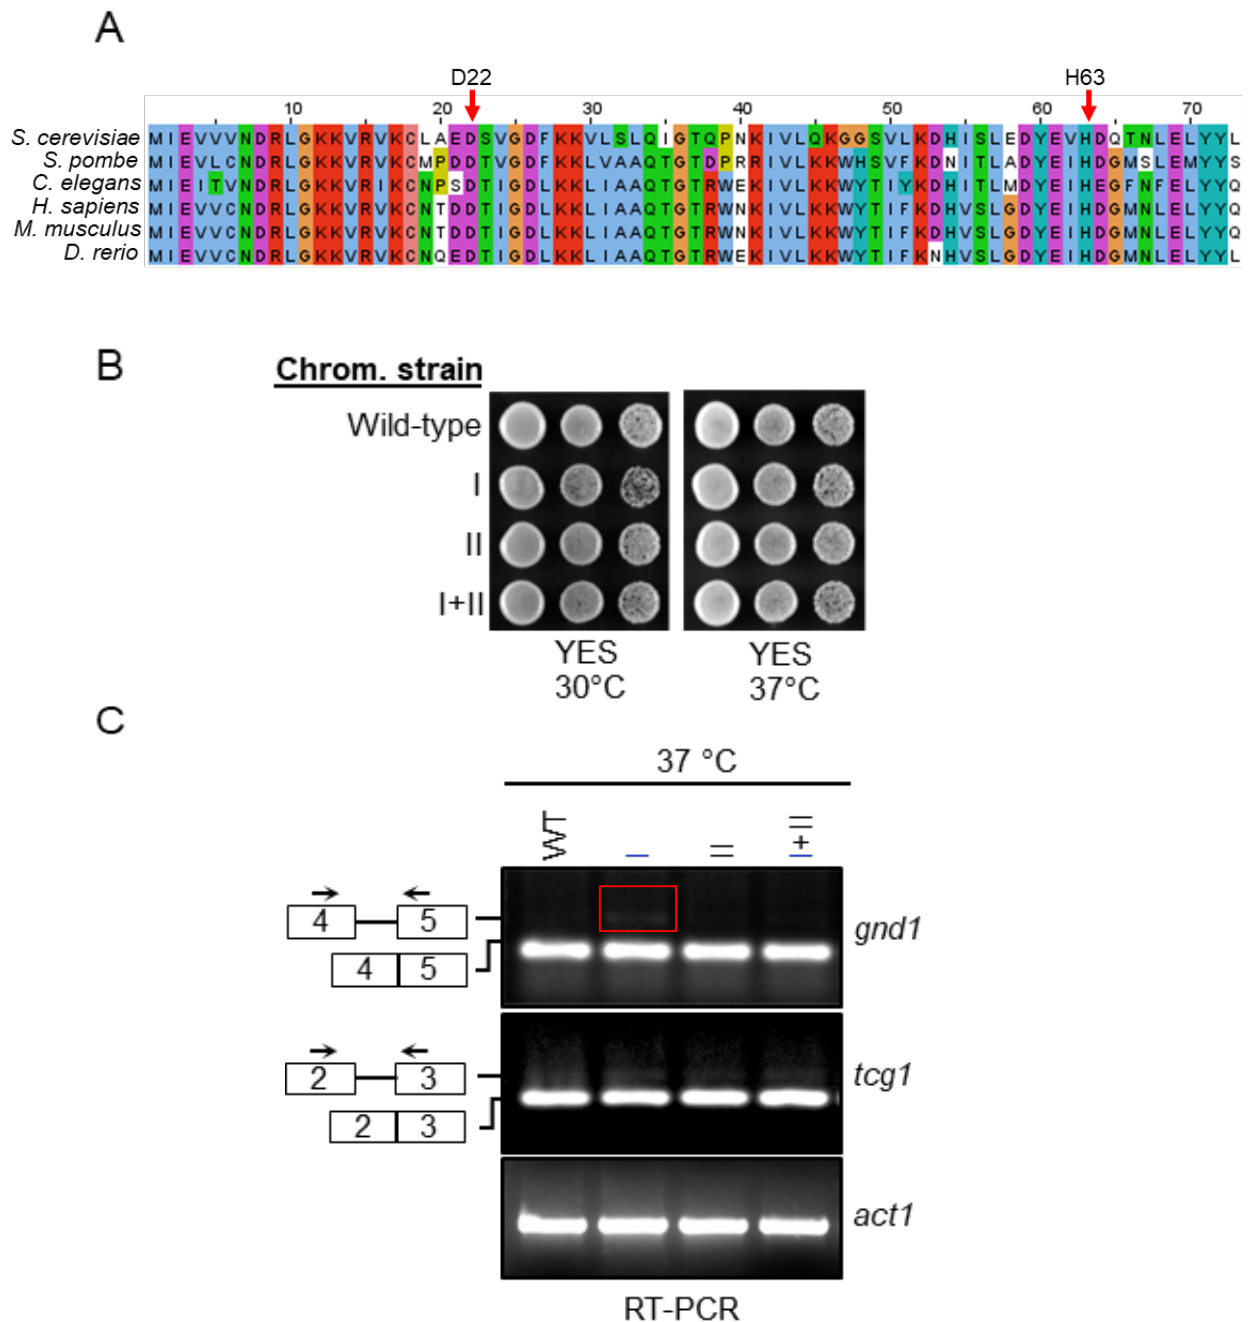 A
D22 H63
10 20 30 40 50 60 70
S. cerevisiae MIEVVVNDRLGKKVRVKCLAEDSVGDFKKVLSLQIGTQPNKIVLQKGGSVLKDHISLEDYEVHDQTNLELYYL
S. pombe MIEVLCNDRLGKKVRVKCMPDDTVGDFKKLVAAQTGTDPRRIVLKKWHSVFKDNITLADYEIHDGMSLEMYYS
C. elegans MIEITVNDRLGKKVRIKCNPSDTIGDLKKLIAAQTGTRWEKIVLKKWYTIYKDHITLMDYEIHEGFNFELYYQ
H. sapiens MIEVVCNDRLGKKVRVKCNTDDTIGDLKKLIAAQTGTRWNKIVLKKWYTIFKDHVSLGDYEIHDGMNLELYYQ
M. musculus MIEVVCNDRLGKKVRVKCNTDDTIGDLKKLIAAQTGTRWNKIVLKKWYTIFKDHVSLGDYEIHDGMNLELYYQ
D. rerio MIEVVCNDRLGKKVRVKCNQEDTIGDLKKLIAAQTGTRWEKIVLKKWYTIFKNHVSLGDYEIHDGMNLELYYL
B
Chrom. strain
Wild-type
I
II
I+II
YES YES
30°C 37°C
C
37 °C
WT I II I+II
4 5
4 5
gnd1
2 3
2 3
tcg1
act1
RT-PCR